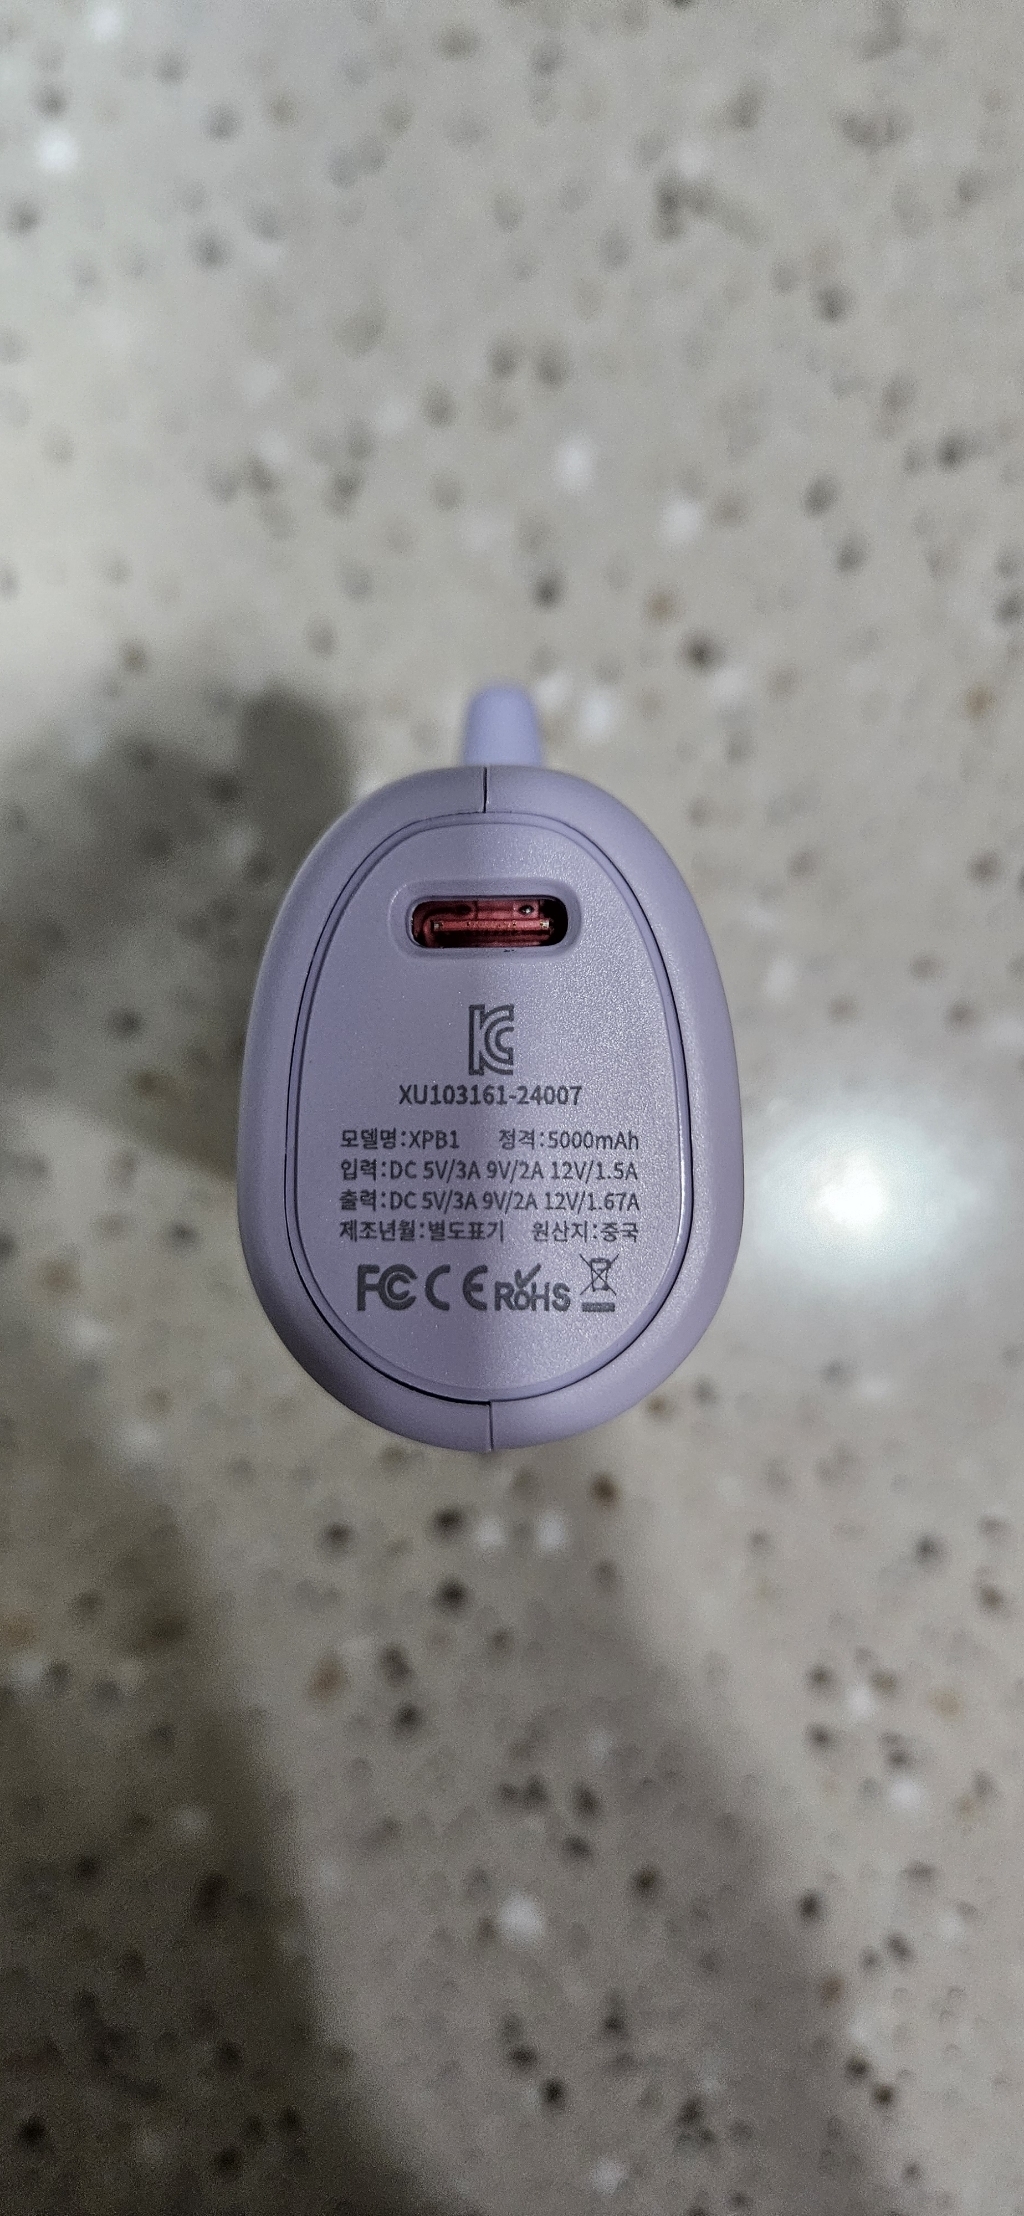 KC
XU103161-24007
모델명:XPB1 정격:5000mAh
입력:DC 5V/3A 9V/2A 12V/1.5A
출력:DC 5V/3A 9V/2A 12V/1.67A
제조년월:별도표기 원산지:중국
FC CE RoHS